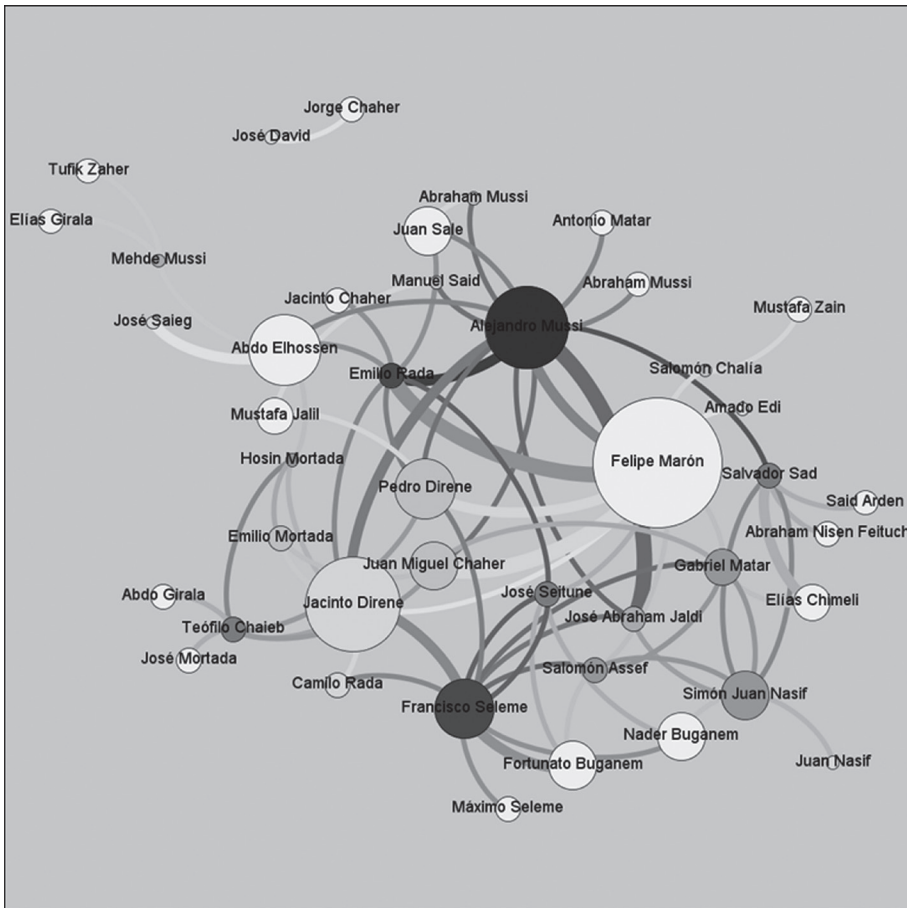 Jorge Chaher
José David
Tufik Zaher
Abraham Mussi
Elías Girala
Antonio Matar
Juan Sale
Mehde Mussi
Manuel Said
Abraham Mussi
Jacinto Chaher
Mustafa Zain
José Saieg
Alejandro Mussi
Abdo Elhossen
Salomón Chalía
Emilio Rada
Amado Edi
Mustafa Jalil
Hosin Mortada
Felipe Marón
Salvador Sad
Pedro Direne
Said Arden
Abraham Nisen Feituch
Emilio Mortada
Juan Miguel Chaher
Gabriel Matar
José Seitune
Abdo Girala
Jacinto Direne
Elías Chimeli
José Abraham Jaldi
Teófilo Chaieb
José Mortada
Salomón Assef
Camilo Rada
Simón Juan Nasif
Francisco Seleme
Nader Buganem
Fortunato Buganem
Juan Nasif
Máximo Seleme